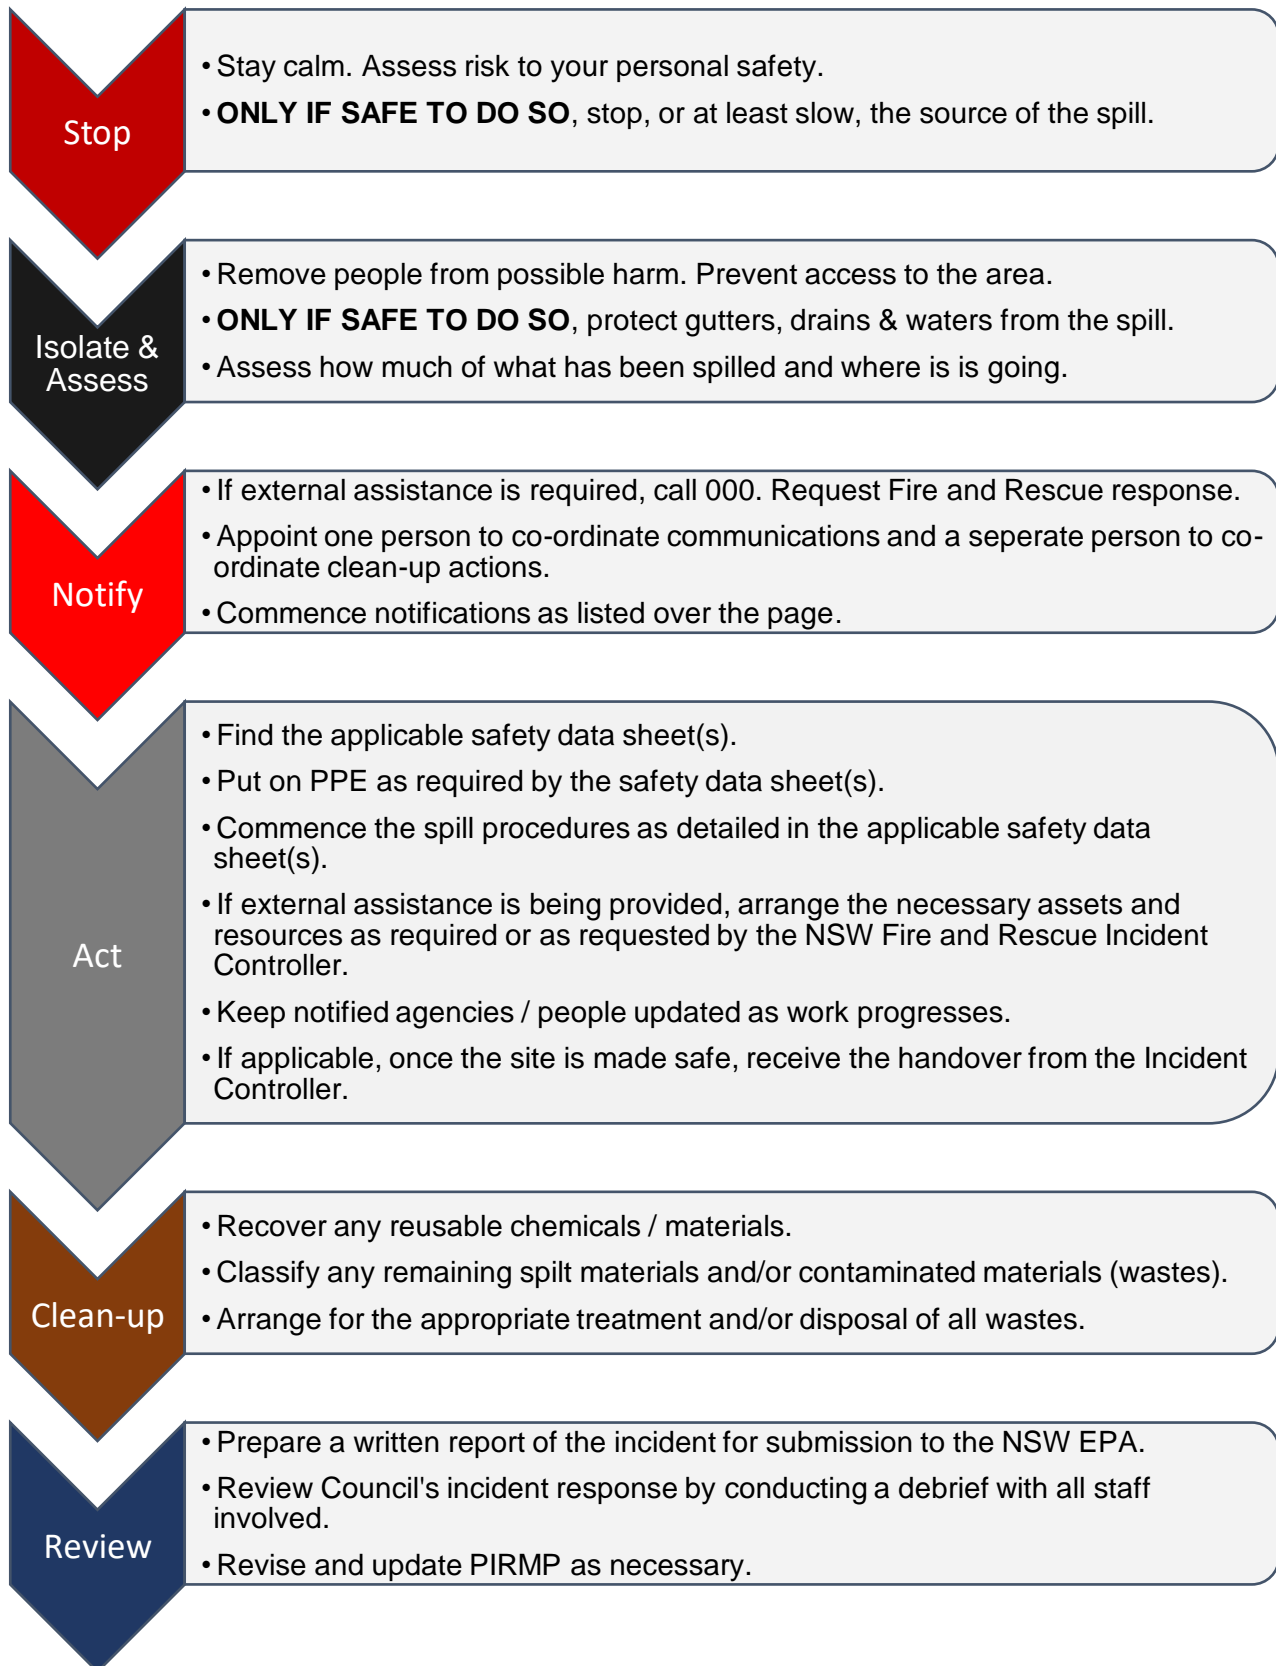 Stop
• Stay calm. Assess risk to your personal safety.
• ONLY IF SAFE TO DO SO, stop, or at least slow, the source of the spill.
Isolate &
Assess
• Remove people from possible harm. Prevent access to the area.
• ONLY IF SAFE TO DO SO, protect gutters, drains & waters from the spill.
• Assess how much of what has been spilled and where is is going.
Notify
• If external assistance is required, call 000. Request Fire and Rescue response.
• Appoint one person to co-ordinate communications and a seperate person to co-
ordinate clean-up actions.
• Commence notifications as listed over the page.
Act
• Find the applicable safety data sheet(s).
• Put on PPE as required by the safety data sheet(s).
• Commence the spill procedures as detailed in the applicable safety data
sheet(s).
• If external assistance is being provided, arrange the necessary assets and
resources as required or as requested by the NSW Fire and Rescue Incident
Controller.
• Keep notified agencies / people updated as work progresses.
• If applicable, once the site is made safe, receive the handover from the Incident
Controller.
Clean-up
• Recover any reusable chemicals / materials.
• Classify any remaining spilt materials and/or contaminated materials (wastes).
• Arrange for the appropriate treatment and/or disposal of all wastes.
Review
• Prepare a written report of the incident for submission to the NSW EPA.
• Review Council's incident response by conducting a debrief with all staff
involved.
• Revise and update PIRMP as necessary.